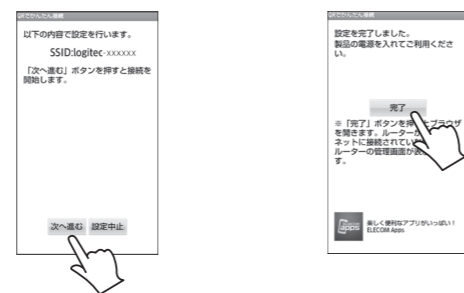 QRでかんたん接続
以下の内容で設定を行います。
SSID:logitec-xxxxxx
「次へ進む」ボタンを押すと接続を
開始します。
次へ進む 設定中止
QRでかんたん接続
設定を完了しました。
製品の電源を入れてご利用くださ
い。
完了
※「完了」ボタンを押 とブラウザ
を開きます。ルーターが
ネットに接続されてい
ルーターの管理画面が
す。
apps
楽しく便利なアプリがいっぱい！
ELECOM Apps